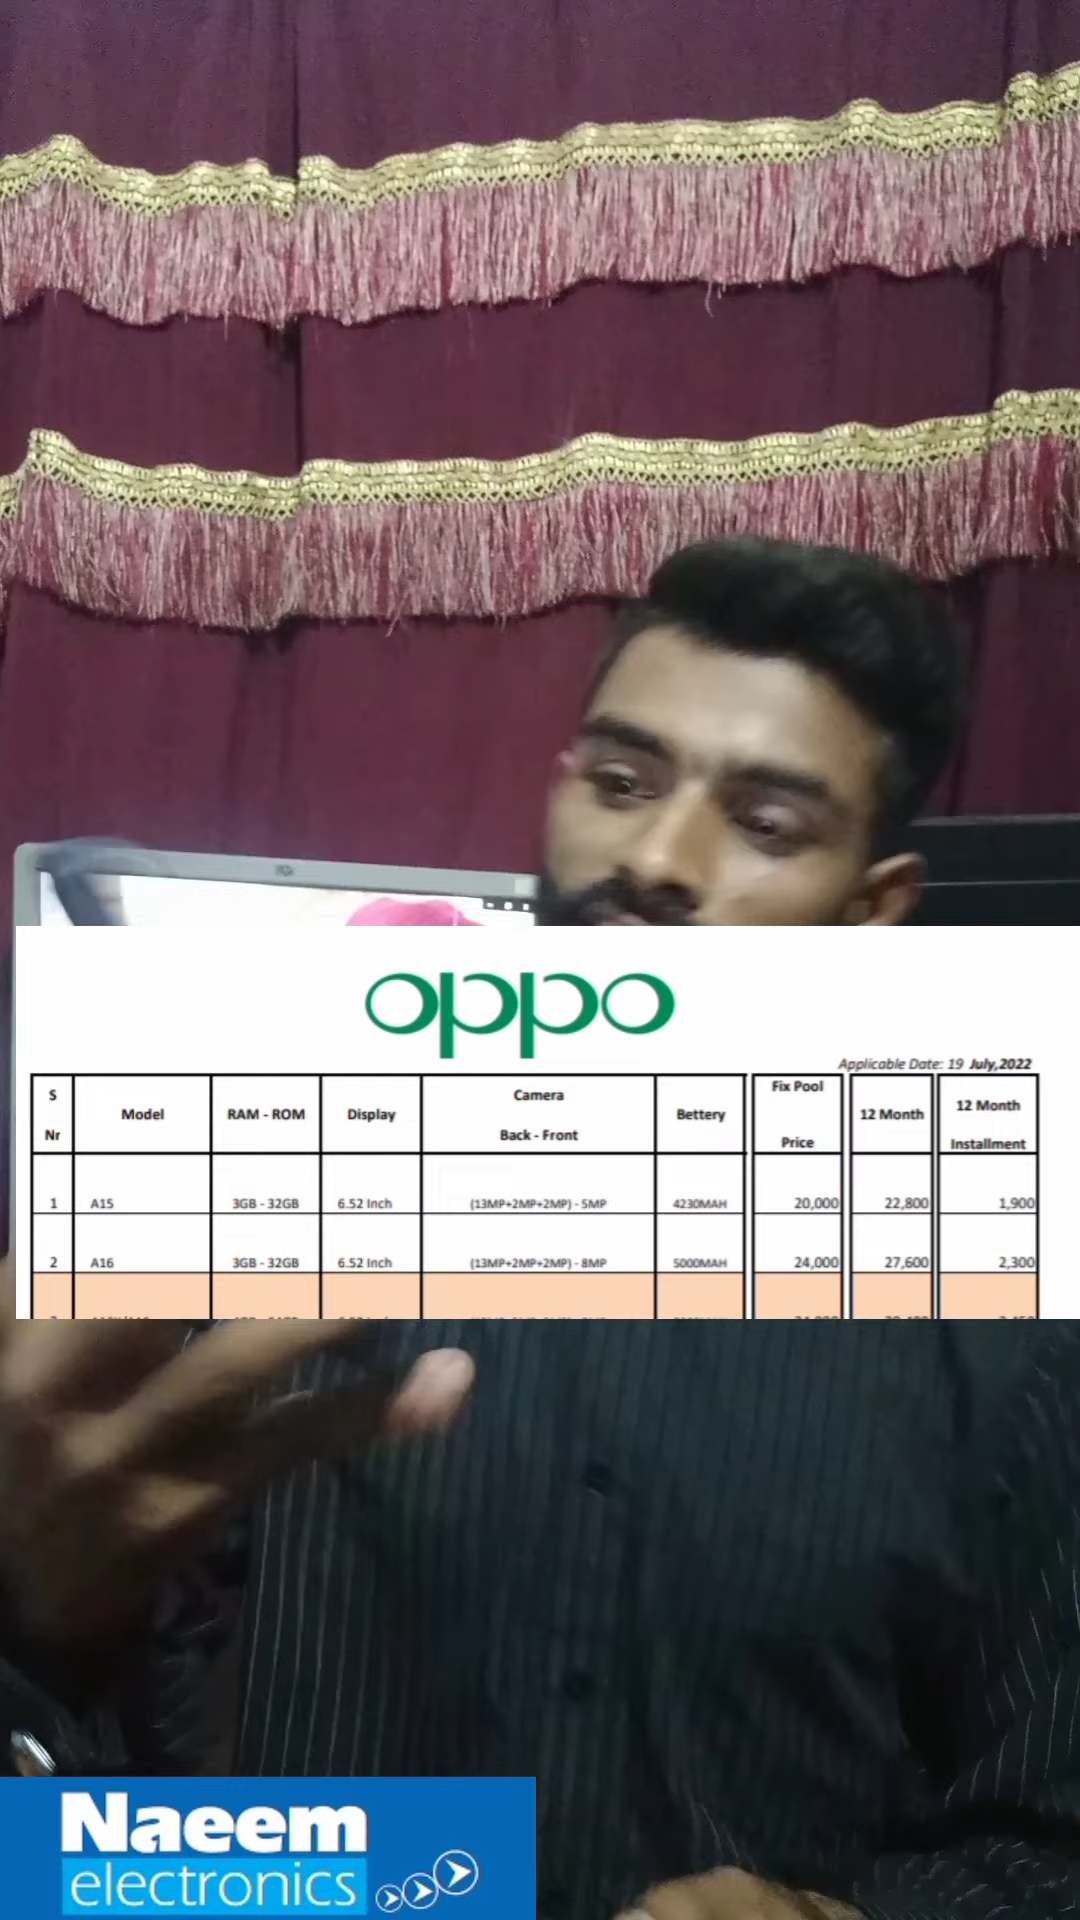 oppo
Applicable Date: 19 July,2022
S Nr Model RAM - ROM Display Camera Back - Front Bettery Fix Pool Price 12 Month 12 Month Installment
1 A15 3GB - 32GB 6.52 Inch (13MP+2MP+2MP) - 5MP 4230MAH 20,000 22,800 1,900
2 A16 3GB - 32GB 6.52 Inch (13MP+2MP+2MP) - 8MP 5000MAH 24,000 27,600 2,300
Naeem
electronics